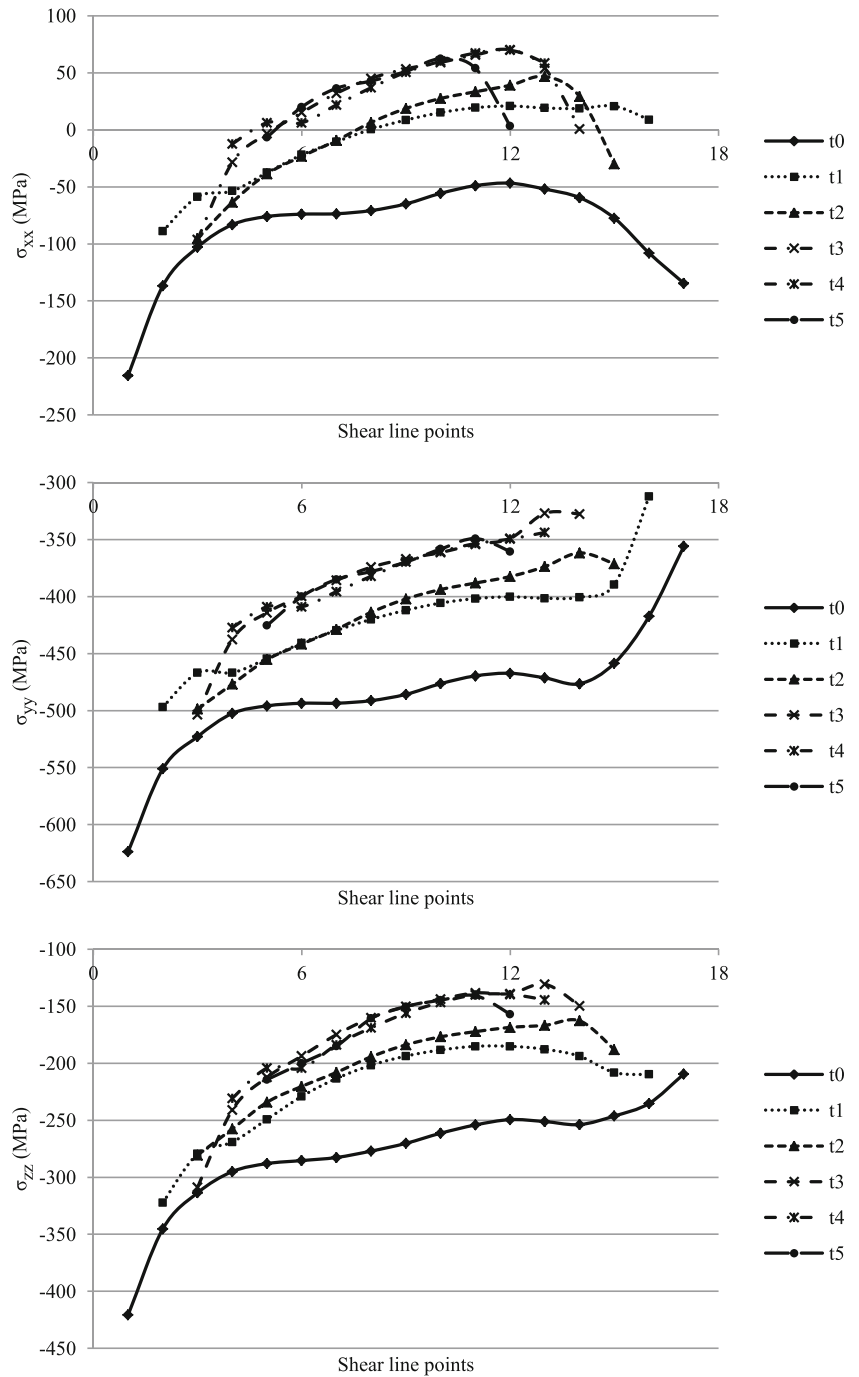 100
50
0
-50
-100
-150
-200
-250
0
6
12
18
σxx (MPa)
Shear line points
t0
t1
t2
t3
t4
t5
-300
-350
-400
-450
-500
-550
-600
-650
0
6
12
18
σyy (MPa)
Shear line points
t0
t1
t2
t3
t4
t5
-100
-150
-200
-250
-300
-350
-400
-450
0
6
12
18
σzz (MPa)
Shear line points
t0
t1
t2
t3
t4
t5